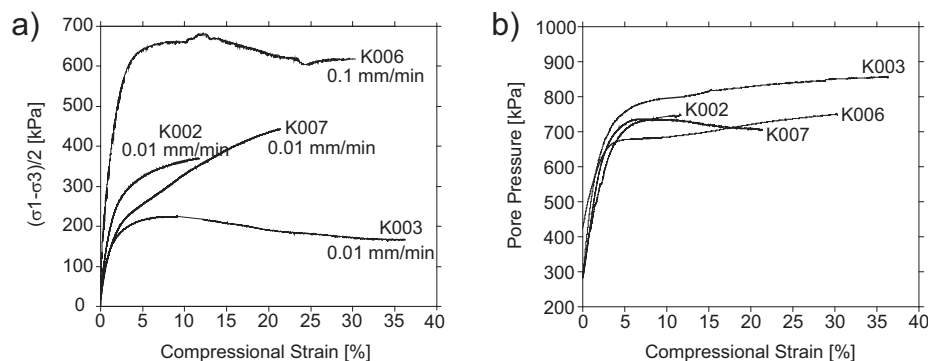 a)
(σ1-σ3)/2 [kPa]
700
600
500
400
300
200
100
0
0 5 10 15 20 25 30 35 40
Compressional Strain [%]
K006
0.1 mm/min
K002
0.01 mm/min
K007
0.01 mm/min
K003
0.01 mm/min
b)
Pore Pressure [kPa]
1000
900
800
700
600
500
400
300
200
0 5 10 15 20 25 30 35 40
Compressional Strain [%]
K003
K002
K006
K007